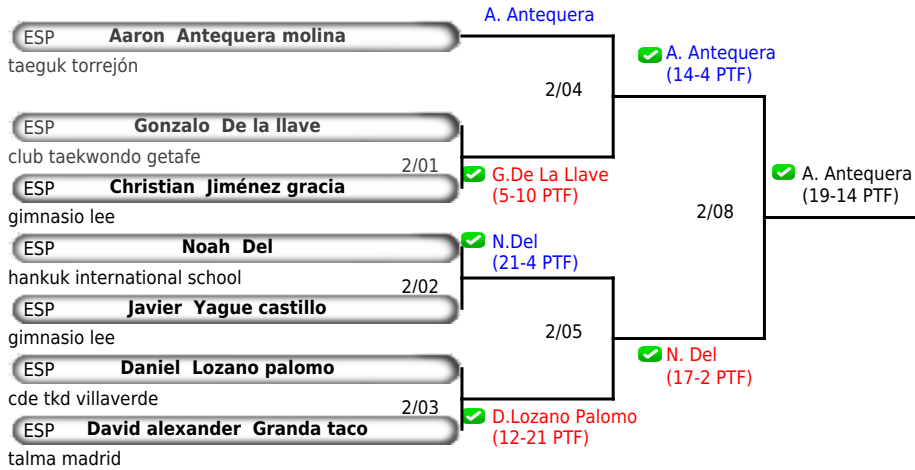 A. Antequera
ESP Aaron Antequera molina
taeguk torrejón
A. Antequera
(14-4 PTF)
2/04
ESP Gonzalo De la llave
club taekwondo getafe
2/01
ESP Christian Jiménez gracia
gimnasio lee
G.De La Llave
(5-10 PTF)
A. Antequera
(19-14 PTF)
2/08
ESP Noah Del
hankuk international school
N.Del
(21-4 PTF)
2/02
ESP Javier Yague castillo
gimnasio lee
2/05
ESP Daniel Lozano palomo
cde tkd villaverde
N. Del
(17-2 PTF)
2/03
ESP David alexander Granda taco
talma madrid
D.Lozano Palomo
(12-21 PTF)